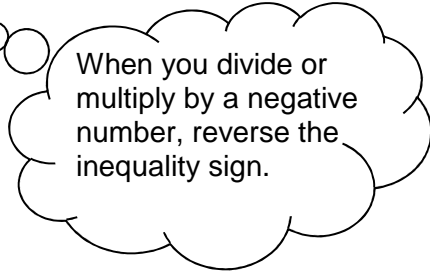 When you divide or
multiply by a negative
number, reverse the
inequality sign.